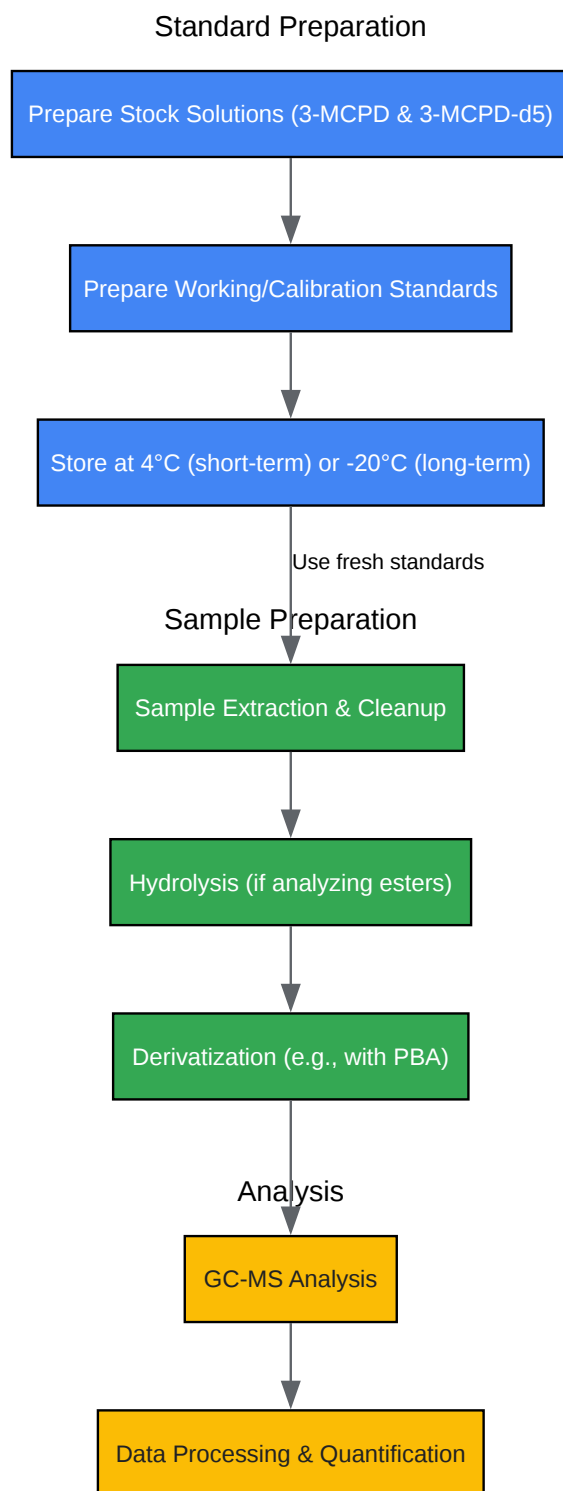 Standard Preparation
Prepare Stock Solutions (3-MCPD & 3-MCPD-d5)
Prepare Working/Calibration Standards
Store at 4°C (short-term) or -20°C (long-term)
Use fresh standards
Sample Preparation
Sample Extraction & Cleanup
Hydrolysis (if analyzing esters)
Derivatization (e.g., with PBA)
Analysis
GC-MS Analysis
Data Processing & Quantification